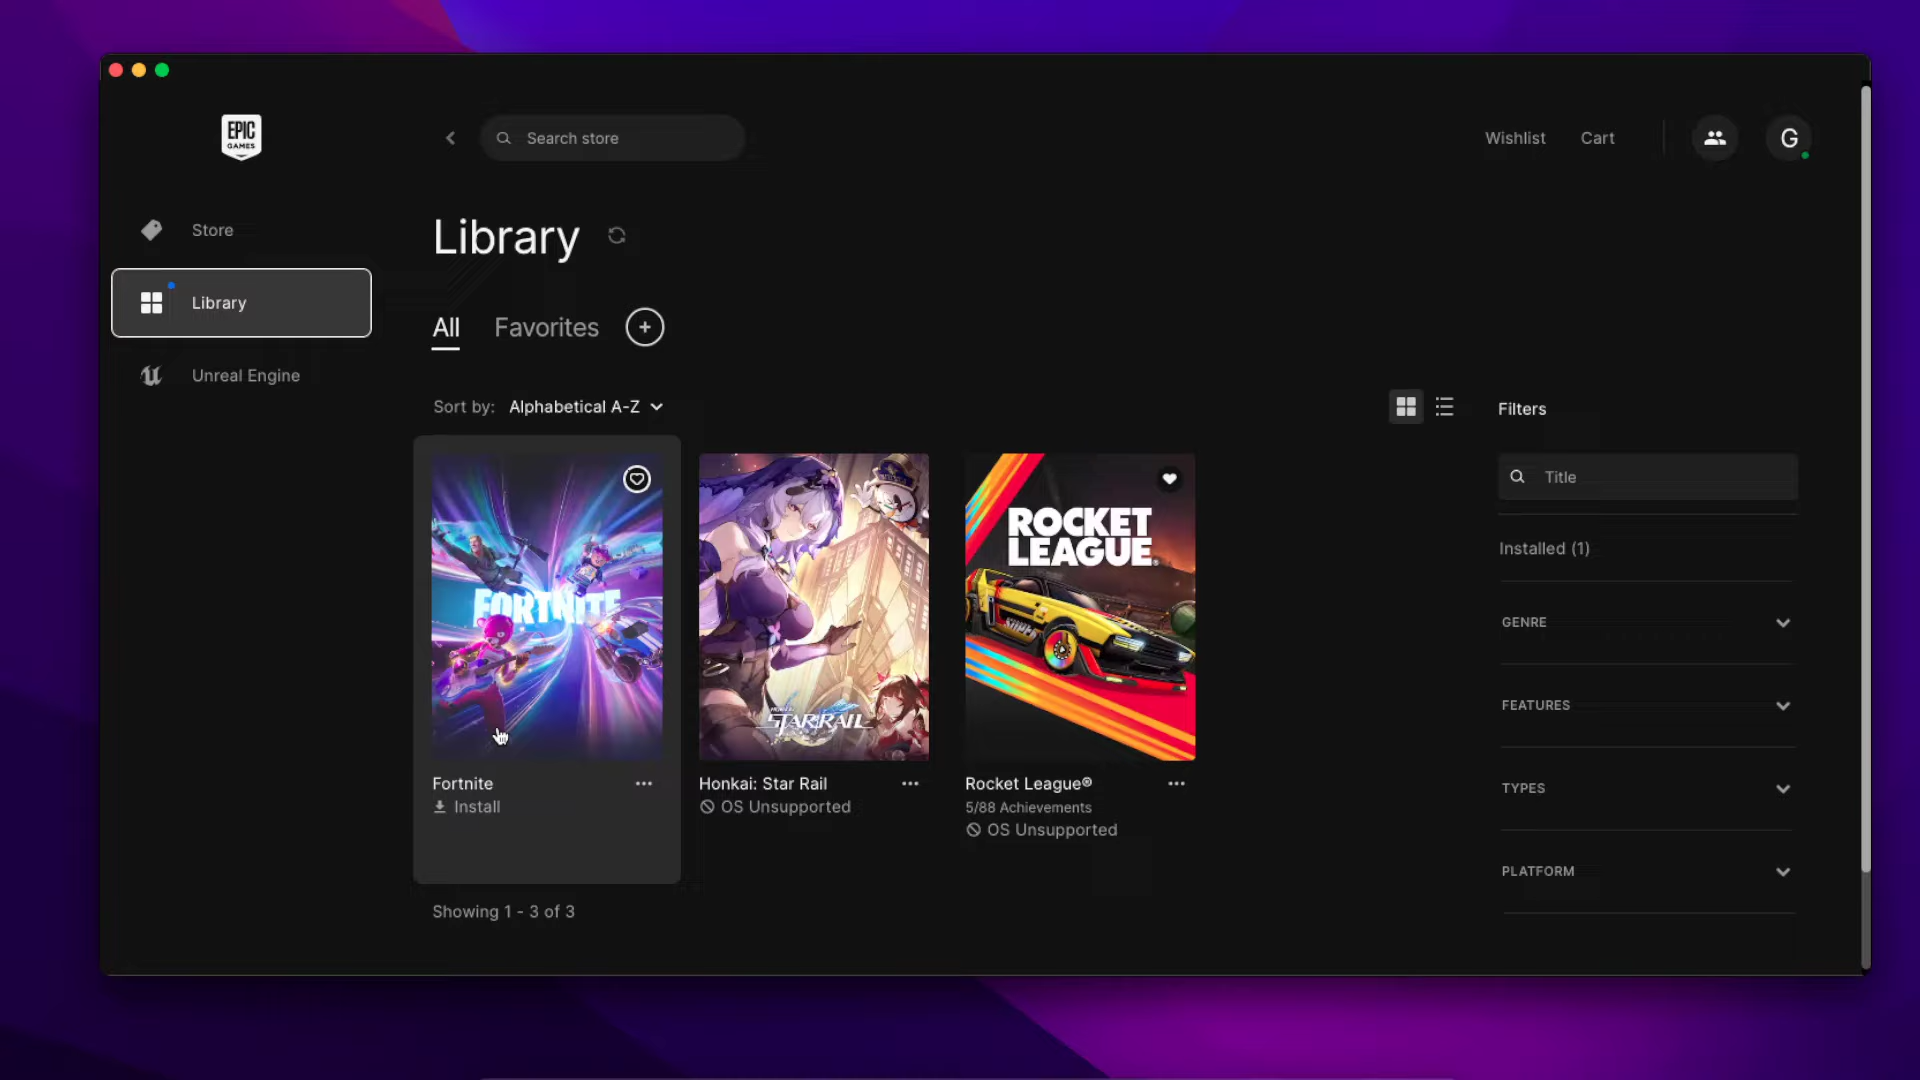 EPIC
GAMES
Search store
Wishlist
Cart
G
Store
Library
Unreal Engine
Library
All
Favorites
Sort by: Alphabetical A-Z
Filters
Title
Installed (1)
GENRE
FEATURES
TYPES
PLATFORM
FORTNITE
Fortnite
Install
STAR RAIL
Honkai: Star Rail
OS Unsupported
ROCKET
LEAGUE®
Rocket League®
5/88 Achievements
OS Unsupported
Showing 1 - 3 of 3